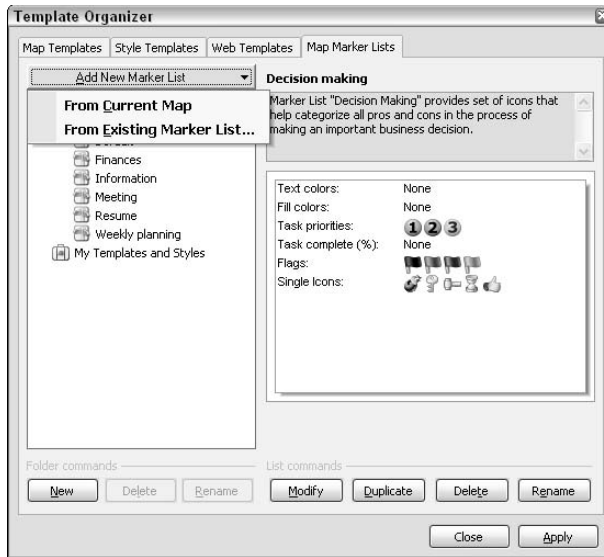 Template Organizer
Map Templates Style Templates Web Templates Map Marker Lists
Add New Marker List
From Current Map
From Existing Marker List...
Finances
Information
Meeting
Resume
Weekly planning
My Templates and Styles
Decision making
Marker List "Decision Making" provides set of icons that
help categorize all pros and cons in the process of
making an important business decision.
Text colors: None
Fill colors: None
Task priorities: 1 2 3
Task complete (%): None
Flags:
Single Icons:
Folder commands
New Delete Rename
List commands
Modify Duplicate Delete Rename
Close Apply